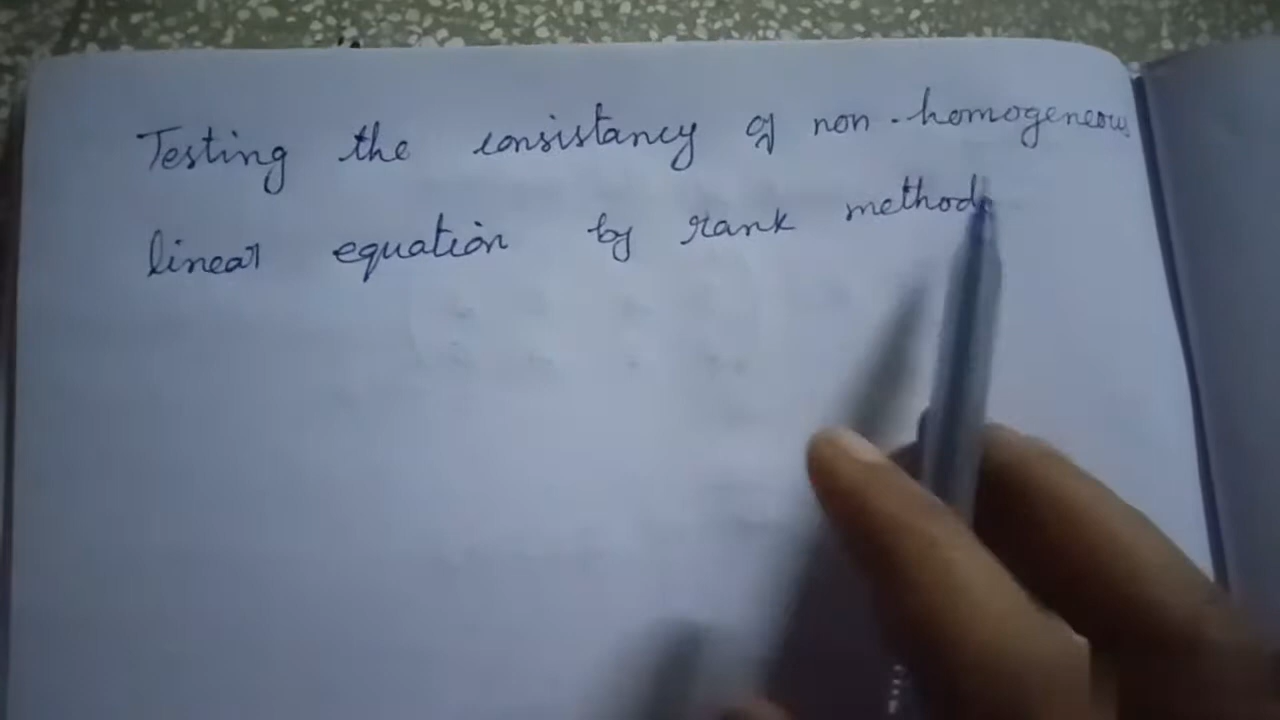 Testing the consistancy of non-homogeneous
linear equation by rank method